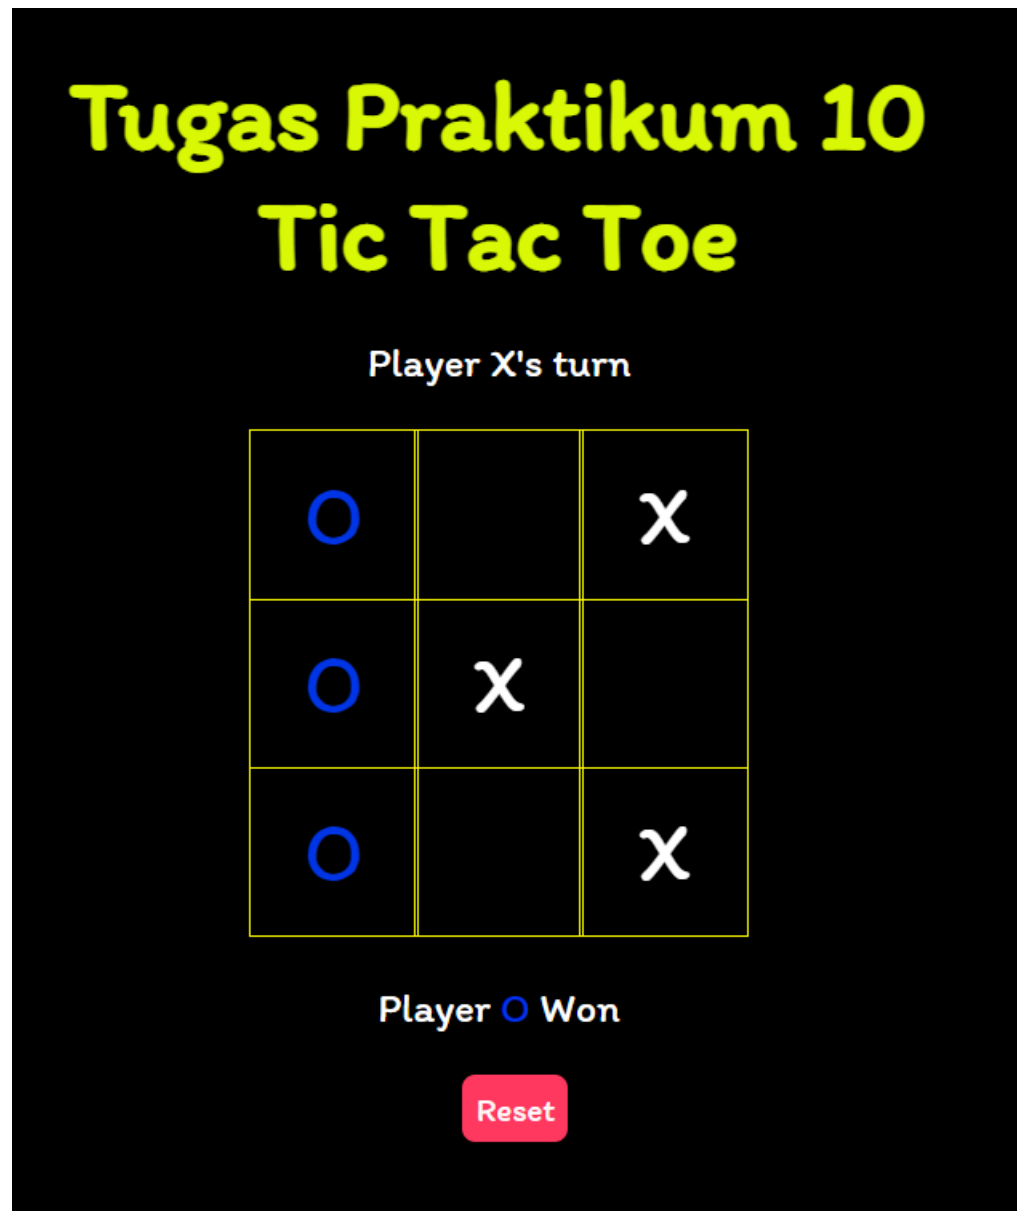 Tugas Praktikum 10
Tic Tac Toe
Player X's turn
O X
O X
O X
Player O Won
Reset